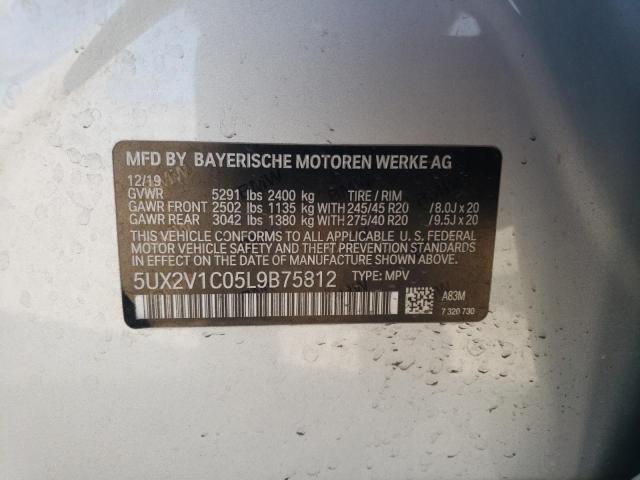 MFD BY BAYERISCHE MOTOREN WERKE AG
12/19
GVWR 5291 lbs 2400 kg TIRE / RIM
GAWR FRONT 2502 lbs 1135 kg WITH 245/45 R20 /8.0J x 20
GAWR REAR 3042 lbs 1380 kg WITH 275/40 R20 /9.5J x 20
THIS VEHICLE CONFORMS TO ALL APPLICABLE U.S. FEDERAL
MOTOR VEHICLE SAFETY, BUMPER, AND THEFT PREVENTION
STANDARDS IN EFFECT ON THE DATE OF MANUFACTURE
SHOWN ABOVE.
5UX2V1C05L9B75812 TYPE: MPV
A83M
7 320 730